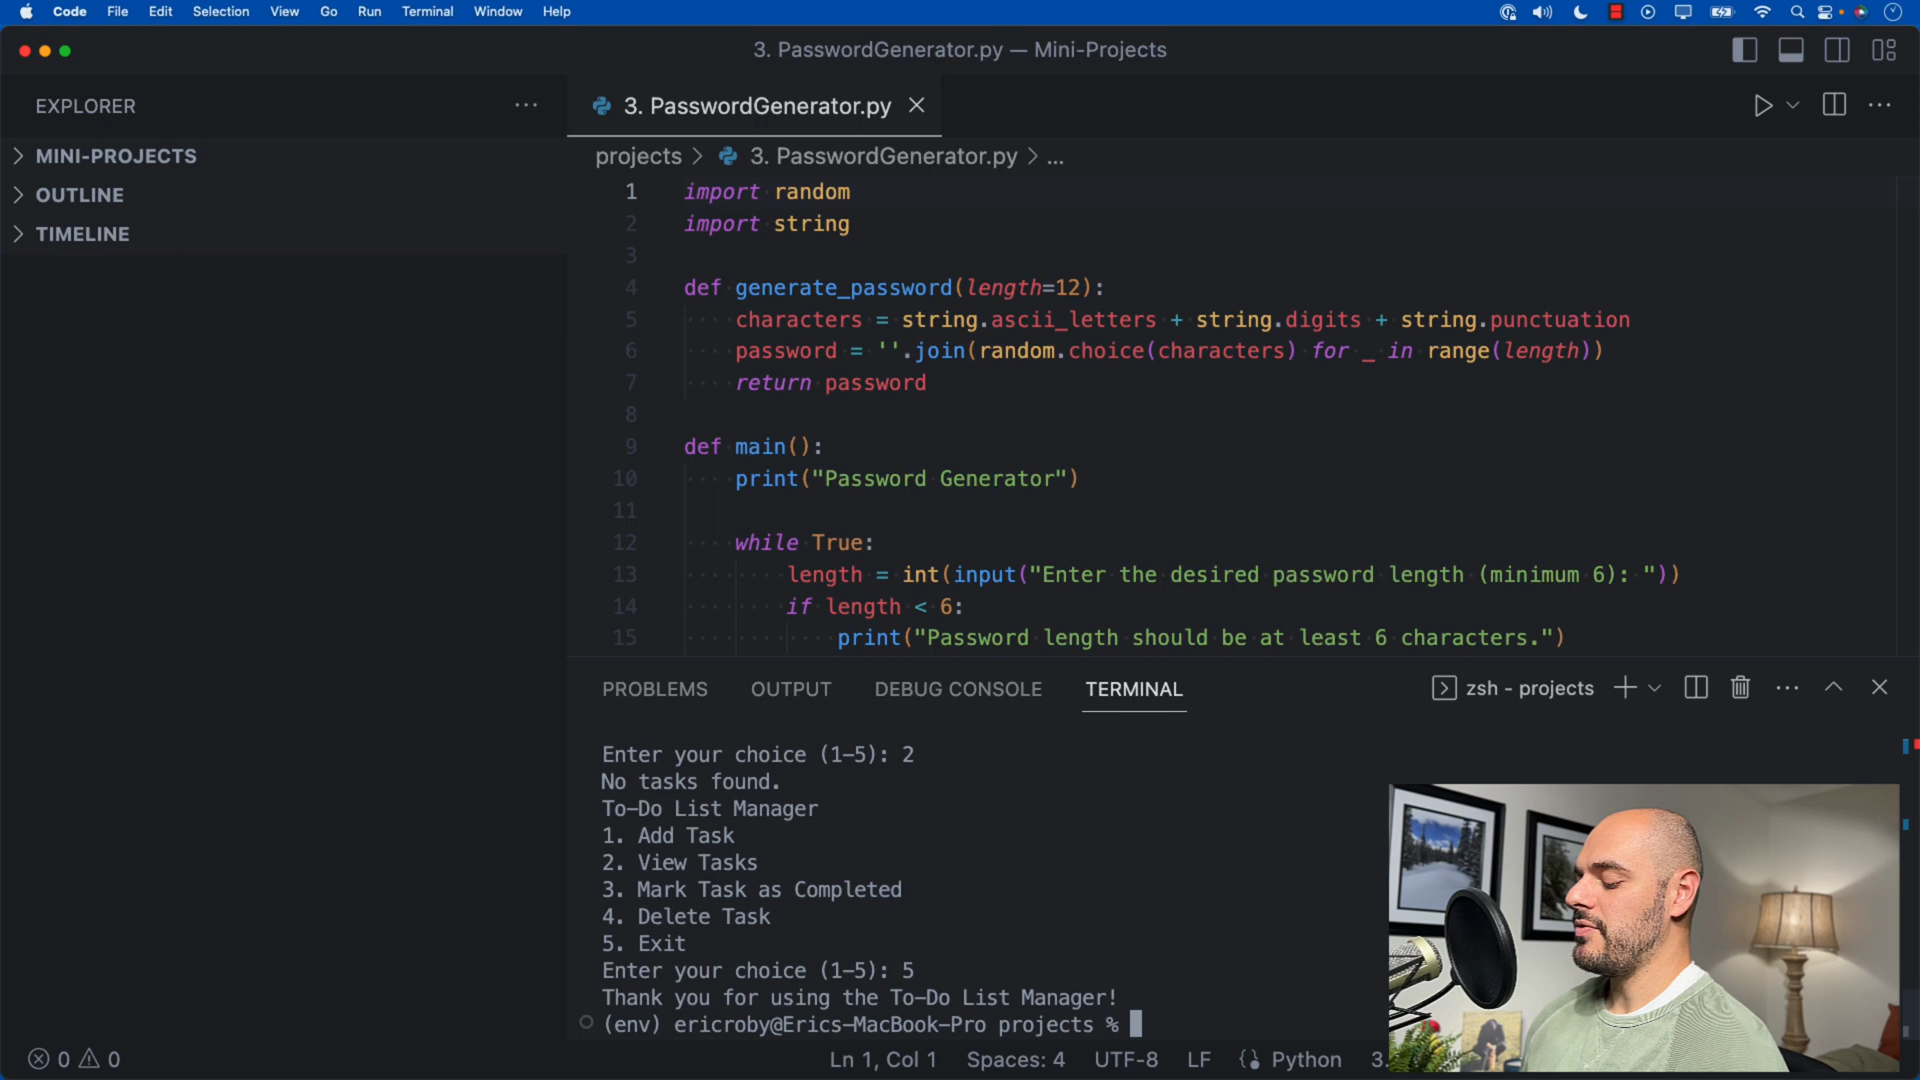 Code File Edit Selection View Go Run Terminal Window Help
3. PasswordGenerator.py — Mini-Projects
EXPLORER
MINI-PROJECTS
OUTLINE
TIMELINE
3. PasswordGenerator.py
projects > 3. PasswordGenerator.py > ...
1 import random
2 import string
3
4 def generate_password(length=12):
5 characters = string.ascii_letters + string.digits + string.punctuation
6 password = ''.join(random.choice(characters) for _ in range(length))
7 return password
8
9 def main():
10 print("Password Generator")
11
12 while True:
13 length = int(input("Enter the desired password length (minimum 6): "))
14 if length < 6:
15 print("Password length should be at least 6 characters.")
PROBLEMS OUTPUT DEBUG CONSOLE TERMINAL
zsh - projects
Enter your choice (1-5): 2
No tasks found.
To-Do List Manager
1. Add Task
2. View Tasks
3. Mark Task as Completed
4. Delete Task
5. Exit
Enter your choice (1-5): 5
Thank you for using the To-Do List Manager!
(env) ericroby@Erics-MacBook-Pro projects %
0 0
Ln 1, Col 1 Spaces: 4 UTF-8 LF Python 3.